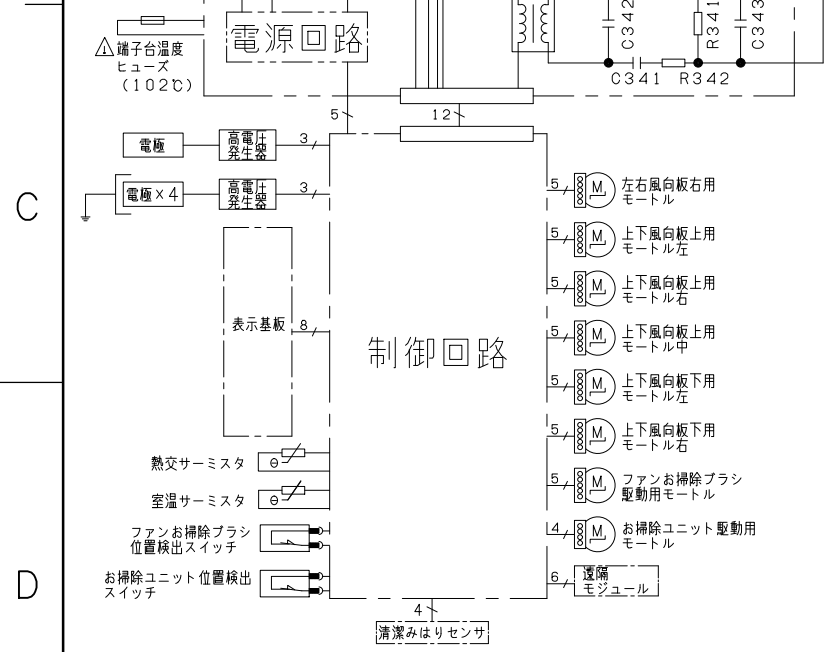 電源回路
端子台温度
ヒューズ
(102℃)
C342
R341
C343
C341
R342
5
12
C
電極
高電圧
発生器
3
電極×4
高電圧
発生器
3
表示基板
8
制御回路
5
M
左右風向板右用
モートル
5
M
上下風向板上用
モートル左
5
M
上下風向板上用
モートル右
5
M
上下風向板上用
モートル中
5
M
上下風向板下用
モートル左
5
M
上下風向板下用
モートル右
5
M
ファンお掃除ブラシ
駆動用モートル
4
M
お掃除ユニット駆動用
モートル
6
遠隔
モジュール
熱交サーミスタ
θ
室温サーミスタ
θ
ファンお掃除ブラシ
位置検出スイッチ
D
お掃除ユニット位置検出
スイッチ
4
清潔みはりセンサ